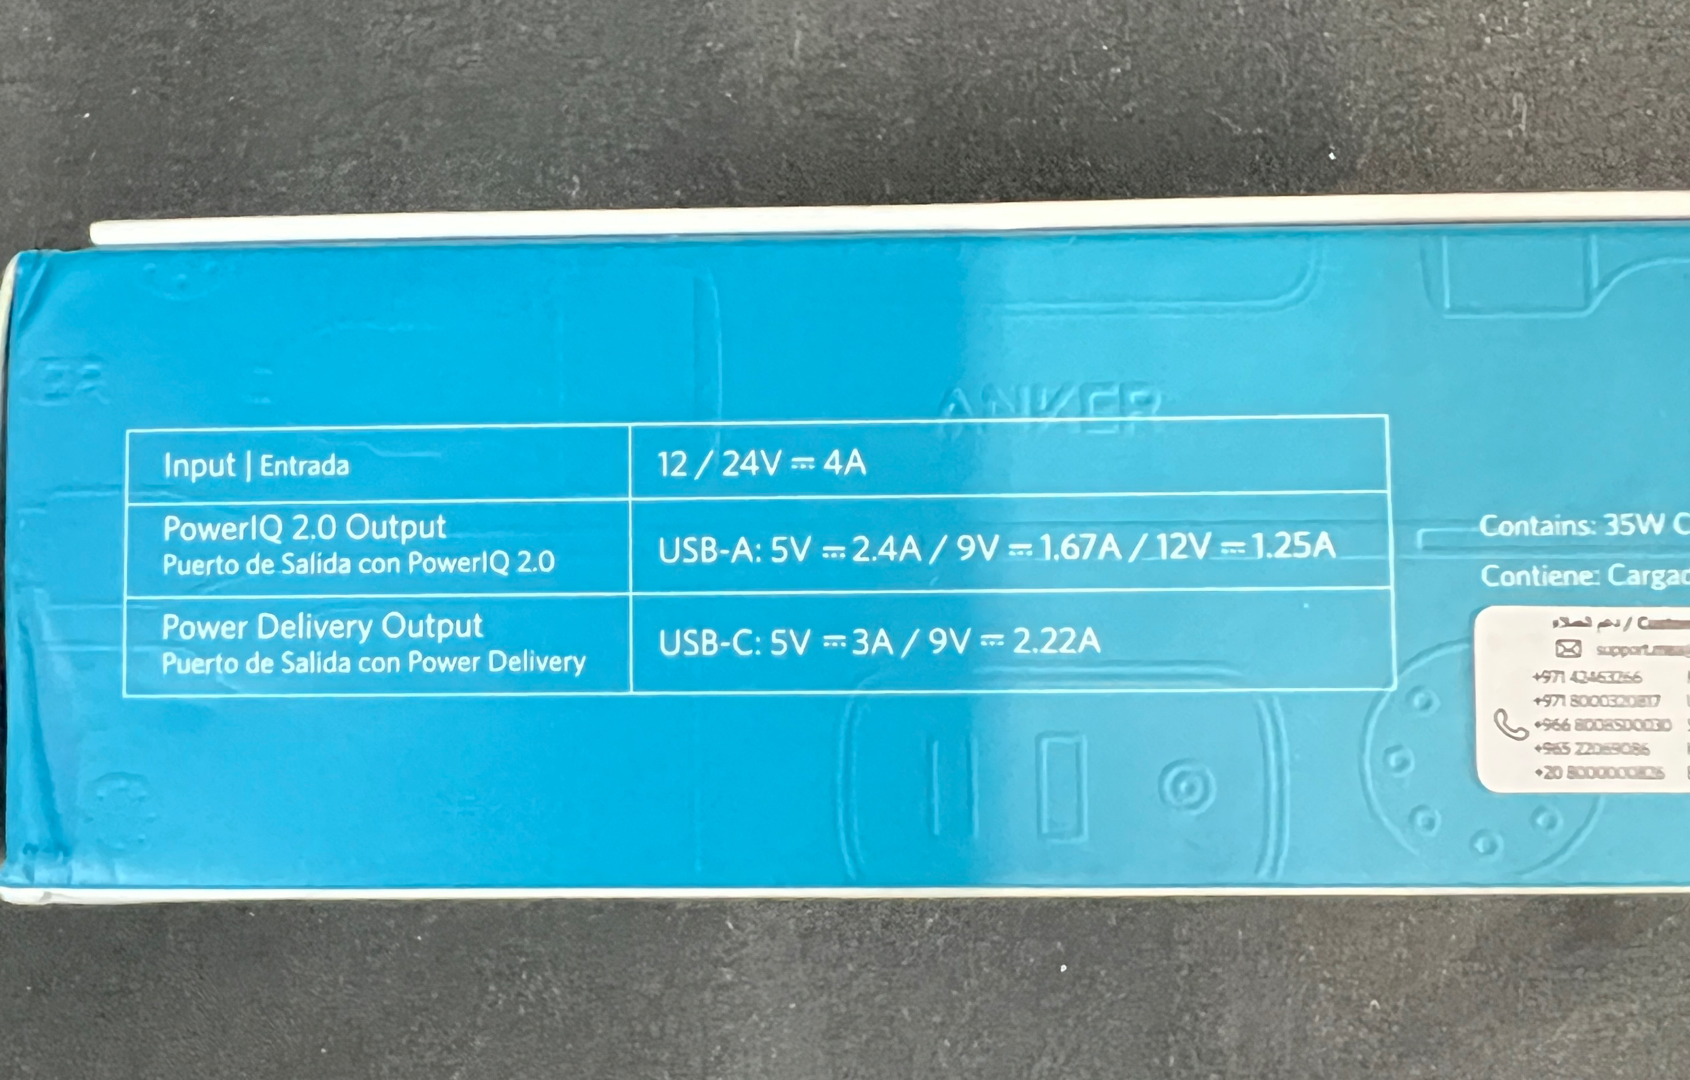 ANKER
Input | Entrada
12 / 24V ⎓ 4A
PowerIQ 2.0 Output
Puerto de Salida con PowerIQ 2.0
USB-A: 5V ⎓ 2.4A / 9V ⎓ 1.67A / 12V ⎓ 1.25A
Power Delivery Output
Puerto de Salida con Power Delivery
USB-C: 5V ⎓ 3A / 9V ⎓ 2.22A
Contains: 35W
Contiene:
+971 42463266
+971 8000320817
+966 8008500030
+965 22069086